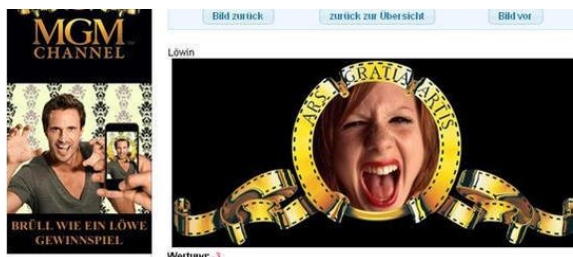 MGM
CHANNEL
BRÜLL WIE EIN LÖWE
GEWINNSPIEL
Bild zurück
zurück zur Übersicht
Bild vor
Löwin
ARS GRATIA ARTIS
Wertung: -3